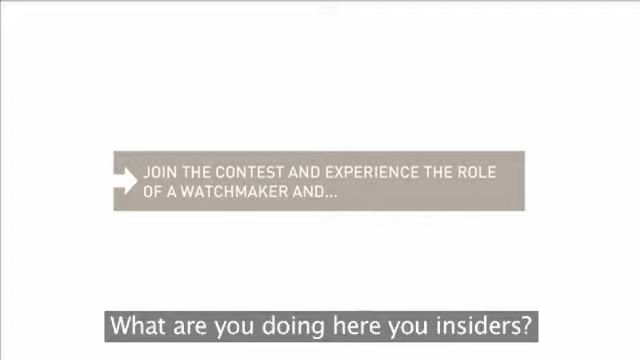 JOIN THE CONTEST AND EXPERIENCE THE ROLE
OF A WATCHMAKER AND...
What are you doing here you insiders?